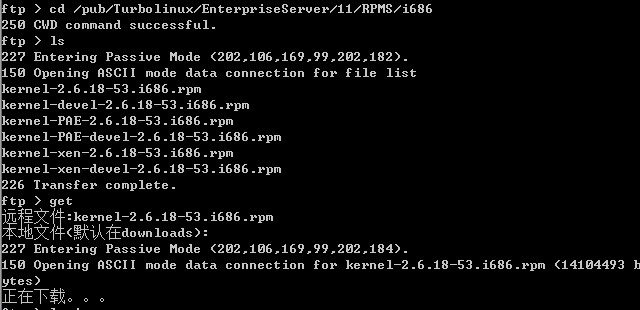 ftp > cd /pub/Turbolinux/EnterpriseServer/11/RPMS/i686
250 CWD command successful.
ftp > ls
227 Entering Passive Mode (202,106,169,99,202,182).
150 Opening ASCII mode data connection for file list
kernel-2.6.18-53.i686.rpm
kernel-devel-2.6.18-53.i686.rpm
kernel-PAE-2.6.18-53.i686.rpm
kernel-PAE-devel-2.6.18-53.i686.rpm
kernel-xen-2.6.18-53.i686.rpm
kernel-xen-devel-2.6.18-53.i686.rpm
226 Transfer complete.
ftp > get
远程文件:kernel-2.6.18-53.i686.rpm
本地文件(默认在downloads):
227 Entering Passive Mode (202,106,169,99,202,184).
150 Opening ASCII mode data connection for kernel-2.6.18-53.i686.rpm (14104493 b
ytes)
正在下载。。。